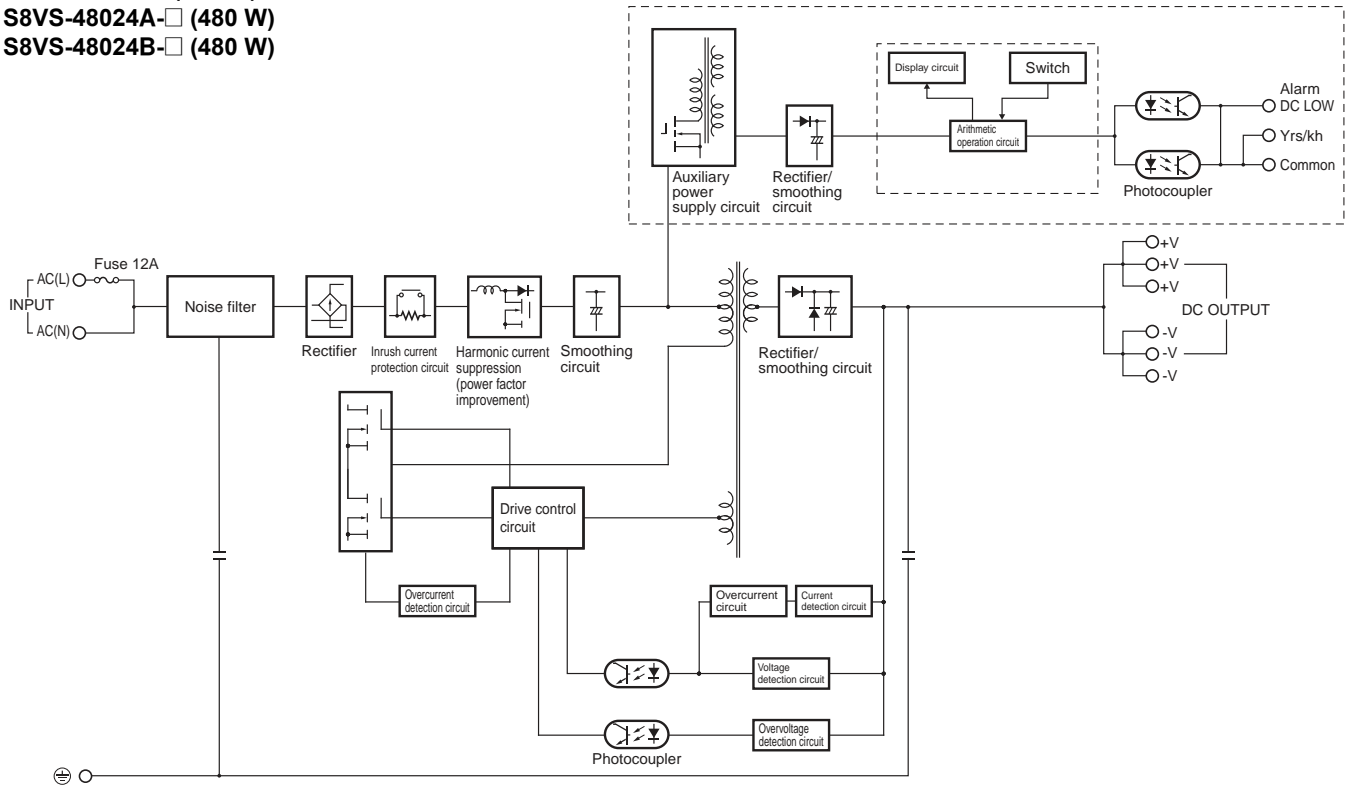 S8VS-48024A-□ (480 W)
S8VS-48024B-□ (480 W)
Display circuit
Switch
Arithmetic
operation circuit
Alarm
DC LOW
Yrs/kh
Common
Photocoupler
Auxiliary
power
supply circuit
Rectifier/
smoothing
circuit
INPUT
AC(L)
AC(N)
Fuse 12A
Noise filter
Rectifier
Inrush current
protection circuit
Harmonic current
suppression
(power factor
improvement)
Smoothing
circuit
Rectifier/
smoothing circuit
+V
+V
+V
DC OUTPUT
-V
-V
-V
Drive control
circuit
Overcurrent
detection circuit
Overcurrent
circuit
Current
detection circuit
Voltage
detection circuit
Overvoltage
detection circuit
Photocoupler